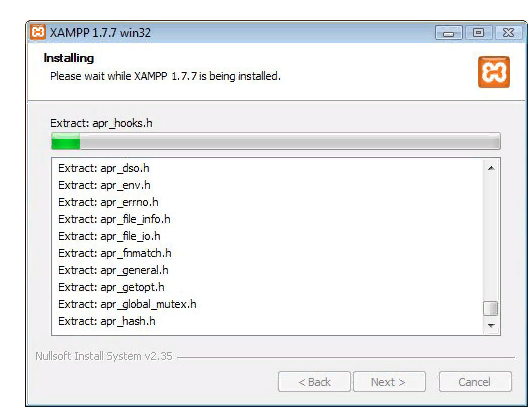 XAMPP 1.7.7 win32
Installing
Please wait while XAMPP 1.7.7 is being installed.
Extract: apr_hooks.h
Extract: apr_dso.h
Extract: apr_env.h
Extract: apr_errno.h
Extract: apr_file_info.h
Extract: apr_file_io.h
Extract: apr_fnmatch.h
Extract: apr_general.h
Extract: apr_getopt.h
Extract: apr_global_mutex.h
Extract: apr_hash.h
Nullsoft Install System v2.35
< Back Next > Cancel